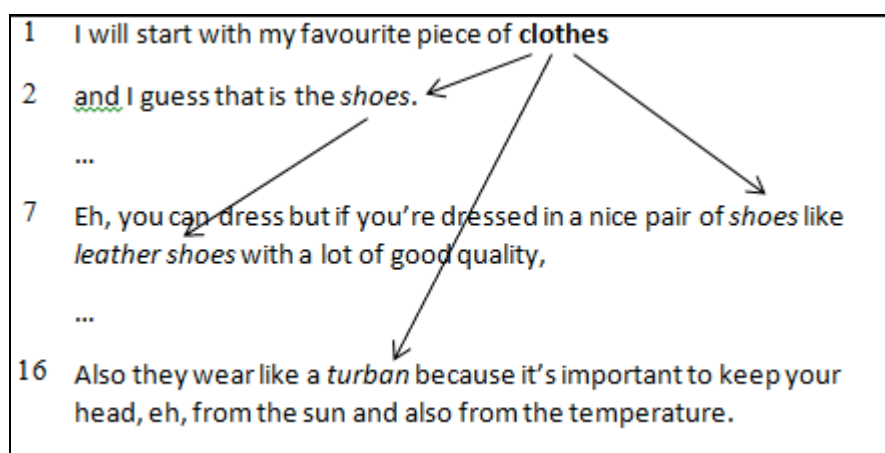 1 I will start with my favourite piece of clothes
2 and I guess that is the shoes.
...
7 Eh, you can dress but if you're dressed in a nice pair of shoes like
leather shoes with a lot of good quality,
...
16 Also they wear like a turban because it's important to keep your
head, eh, from the sun and also from the temperature.